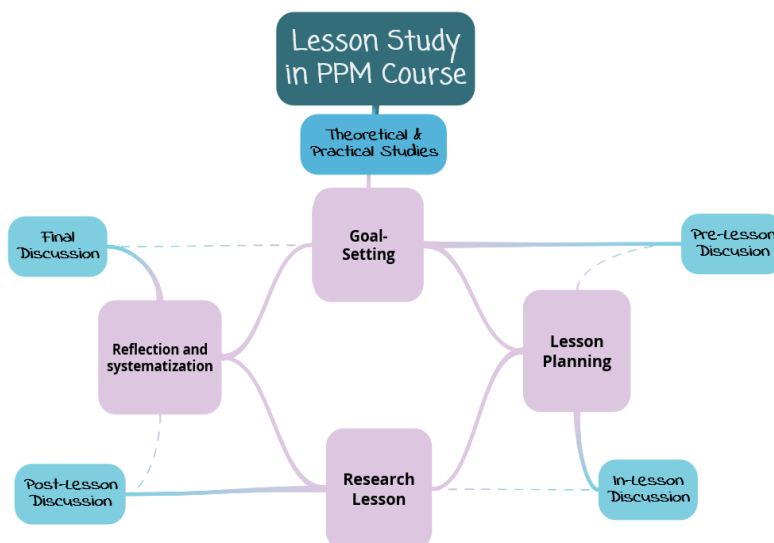 Lesson Study
in PPM Course
Theoretical &
Practical Studies
Goal-
Setting
Final
Discussion
Pre-Lesson
Discusion
Reflection and
systematization
Lesson
Planning
Post-Lesson
Discussion
Research
Lesson
In-Lesson
Discussion